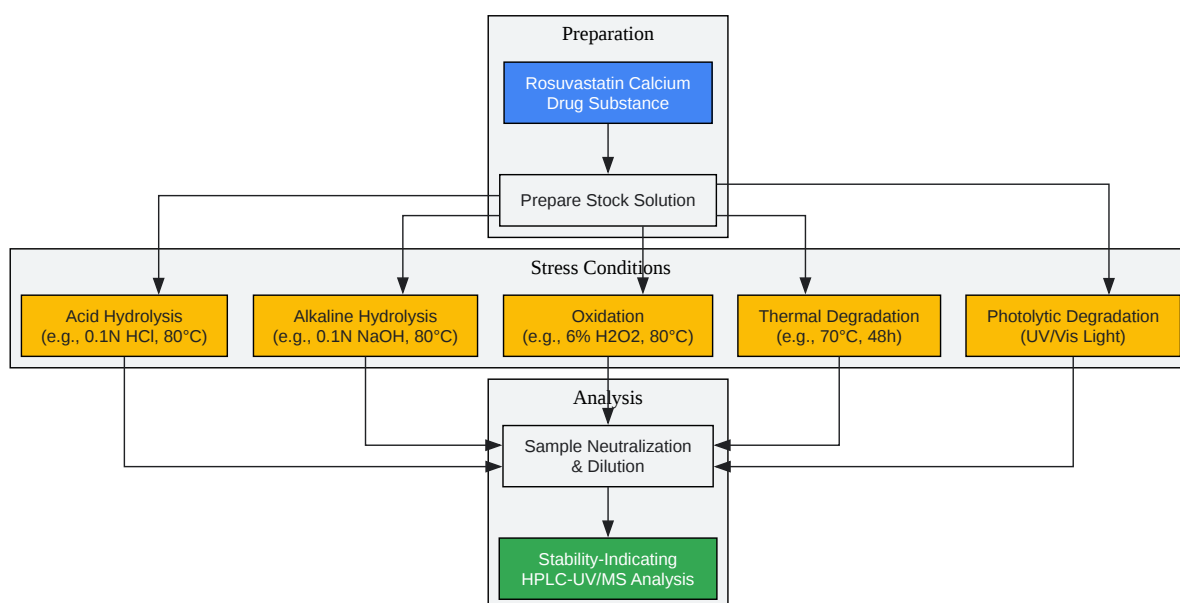 Preparation
Rosuvastatin Calcium
Drug Substance
Prepare Stock Solution
Stress Conditions
Acid Hydrolysis
(e.g., 0.1N HCl, 80°C)
Alkaline Hydrolysis
(e.g., 0.1N NaOH, 80°C)
Oxidation
(e.g., 6% H2O2, 80°C)
Thermal Degradation
(e.g., 70°C, 48h)
Photolytic Degradation
(UV/Vis Light)
Analysis
Sample Neutralization
& Dilution
Stability-Indicating
HPLC-UV/MS Analysis